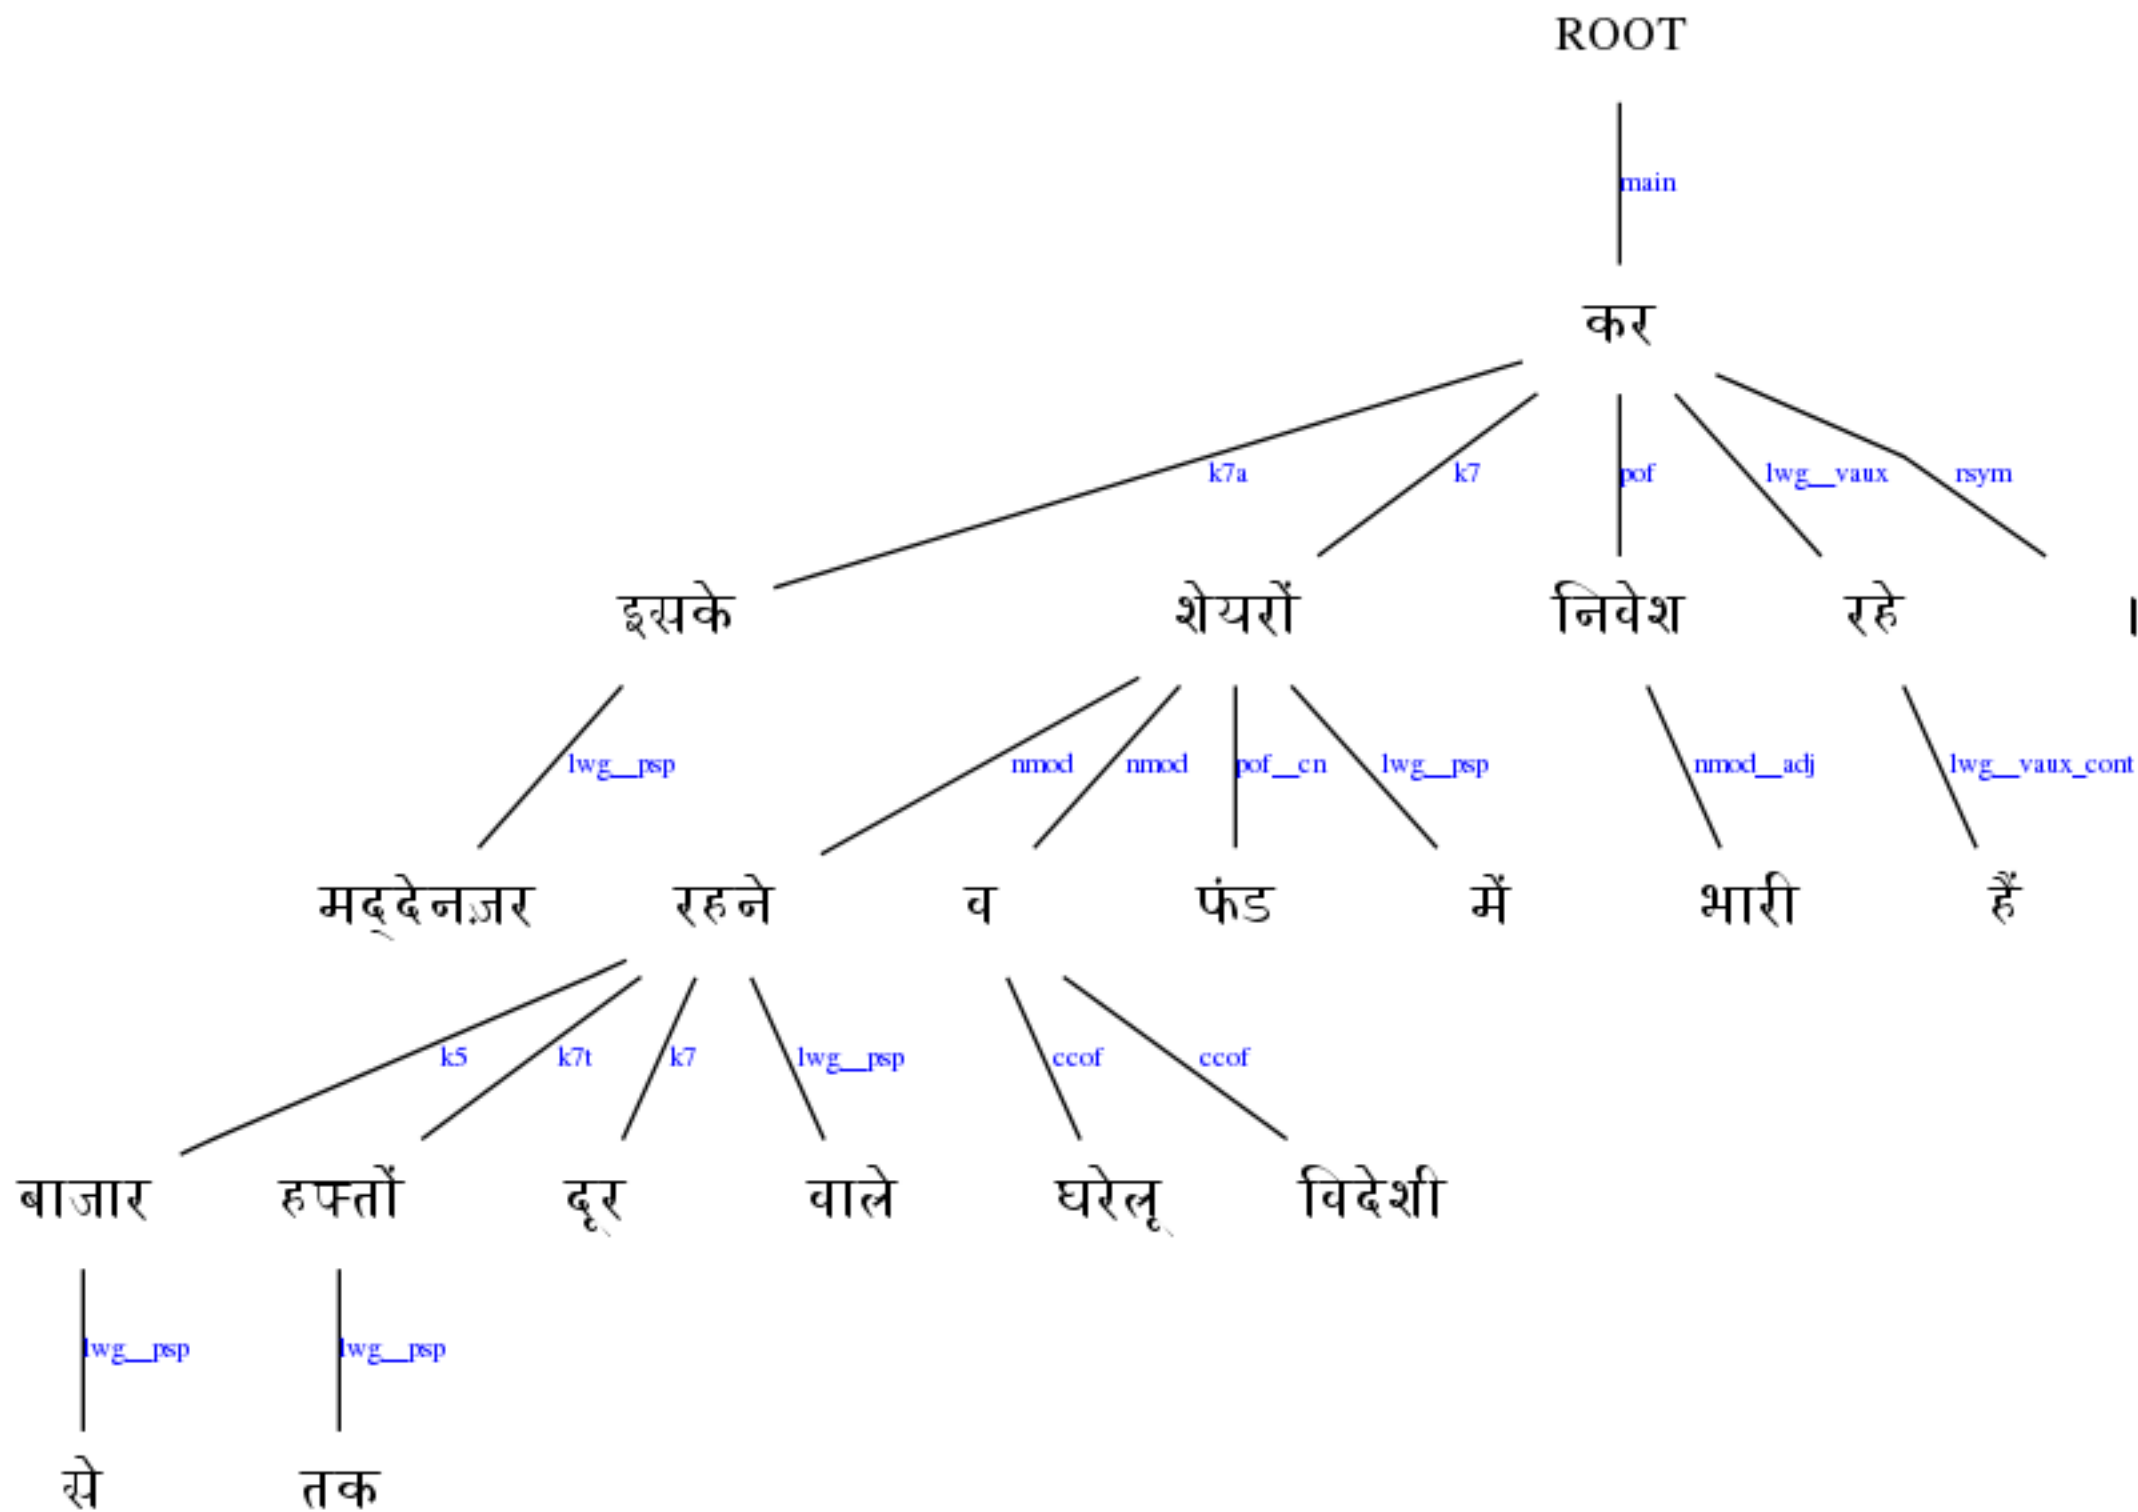 ROOT
main
कर
k7a k7 pof lwg__vaux rsym
इसके शेयरों निवेश रहे ।
lwg__psp nmod nmod pof__cn lwg__psp nmod__adj lwg__vaux_cont
मद्देनज़र रहने व फंड में भारी हैं
k5 k7t k7 lwg__psp ccof ccof
बाजार हफ्तों दूर वाले घरेलू विदेशी
lwg__psp lwg__psp
से तक